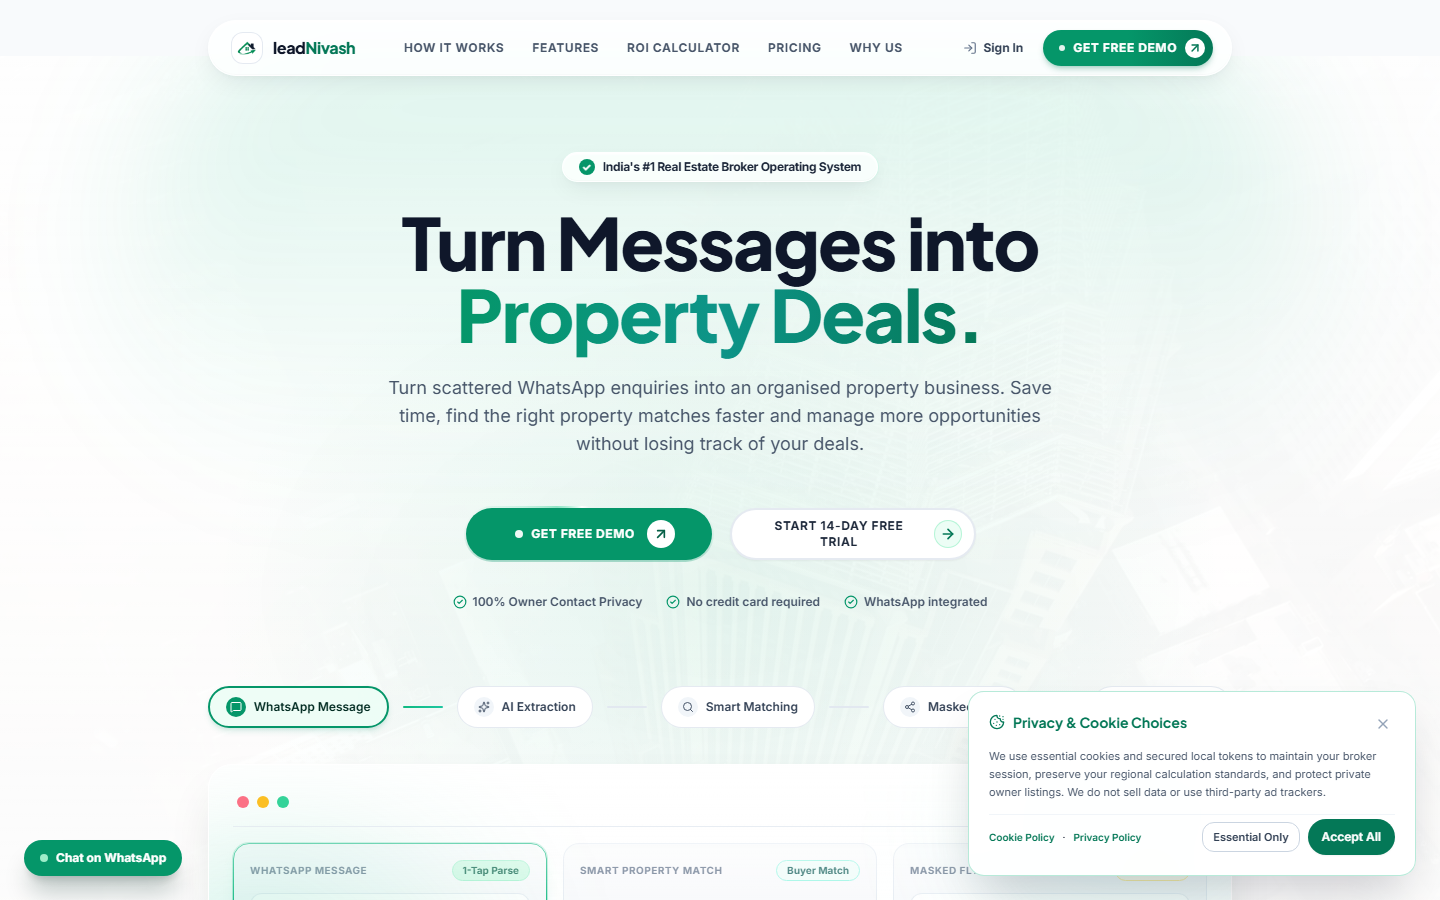 leadNivash
HOW IT WORKS
FEATURES
ROI CALCULATOR
PRICING
WHY US
Sign In
GET FREE DEMO
India's #1 Real Estate Broker Operating System
Turn Messages into
Property Deals.
Turn scattered WhatsApp enquiries into an organised property business. Save
time, find the right property matches faster and manage more opportunities
without losing track of your deals.
GET FREE DEMO
START 14-DAY FREE
TRIAL
100% Owner Contact Privacy
No credit card required
WhatsApp integrated
WhatsApp Message
AI Extraction
Smart Matching
Privacy & Cookie Choices
We use essential cookies and secured local tokens to maintain your broker
session, preserve your regional calculation standards, and protect private
owner listings. We do not sell data or use third-party ad trackers.
Cookie Policy - Privacy Policy
Essential Only
Accept All
Chat on WhatsApp
WHATSAPP MESSAGE
1-Tap Parse
SMART PROPERTY MATCH
Buyer Match
MASKED